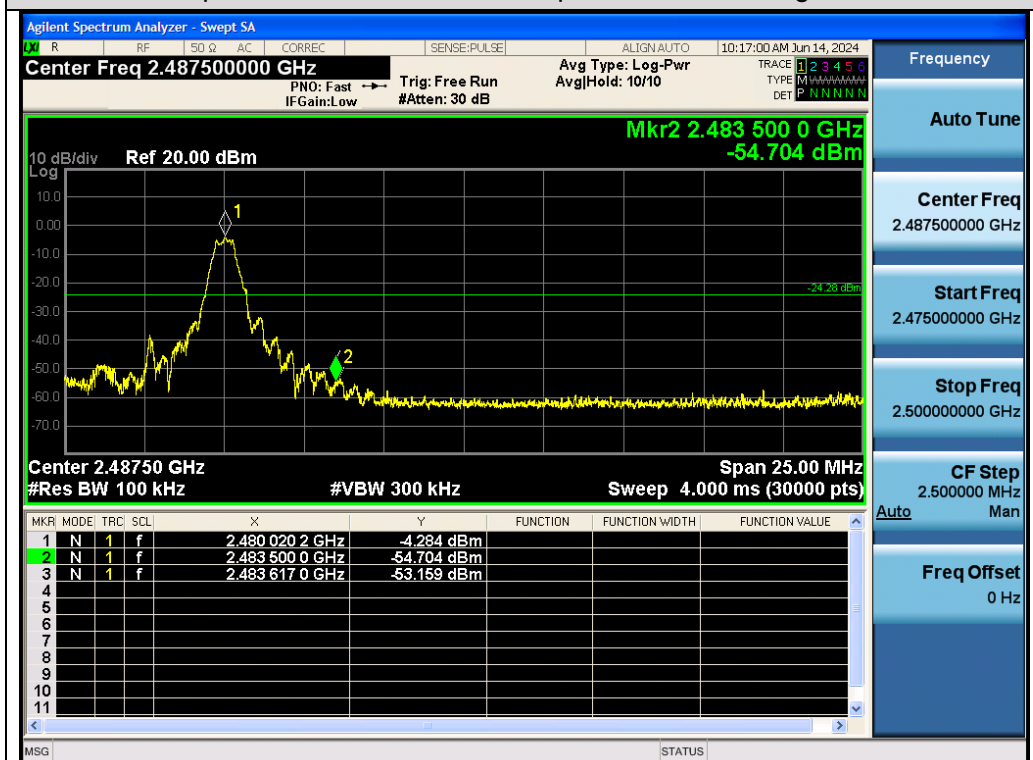 Agilent Spectrum Analyzer - Swept SA
LXI R RF 50 Ω AC CORREC SENSE:PULSE ALIGN AUTO 10:17:00 AM Jun 14, 2024
Center Freq 2.487500000 GHz
PNO: Fast
IFGain:Low
Trig: Free Run
#Atten: 30 dB
Avg Type: Log-Pwr
Avg|Hold: 10/10
TRACE 1 2 3 4 5 6
TYPE M WWWWW
DET P N N N N N
Mkr2 2.483 500 0 GHz
-54.704 dBm
10 dB/div Ref 20.00 dBm
Log
10.0
0.00
-10.0
-20.0
-30.0
-40.0
-50.0
-60.0
-70.0
1
-24.28 dBm
2
Center 2.48750 GHz Span 25.00 MHz
#Res BW 100 kHz #VBW 300 kHz Sweep 4.000 ms (30000 pts)
MKR MODE TRC SCL X Y FUNCTION FUNCTION WIDTH FUNCTION VALUE
1 N 1 f 2.480 020 2 GHz -4.284 dBm
2 N 1 f 2.483 500 0 GHz -54.704 dBm
3 N 1 f 2.483 617 0 GHz -53.159 dBm
4
5
6
7
8
9
10
11
MSG STATUS
Frequency
Auto Tune
Center Freq
2.487500000 GHz
Start Freq
2.475000000 GHz
Stop Freq
2.500000000 GHz
CF Step
2.500000 MHz
Auto Man
Freq Offset
0 Hz